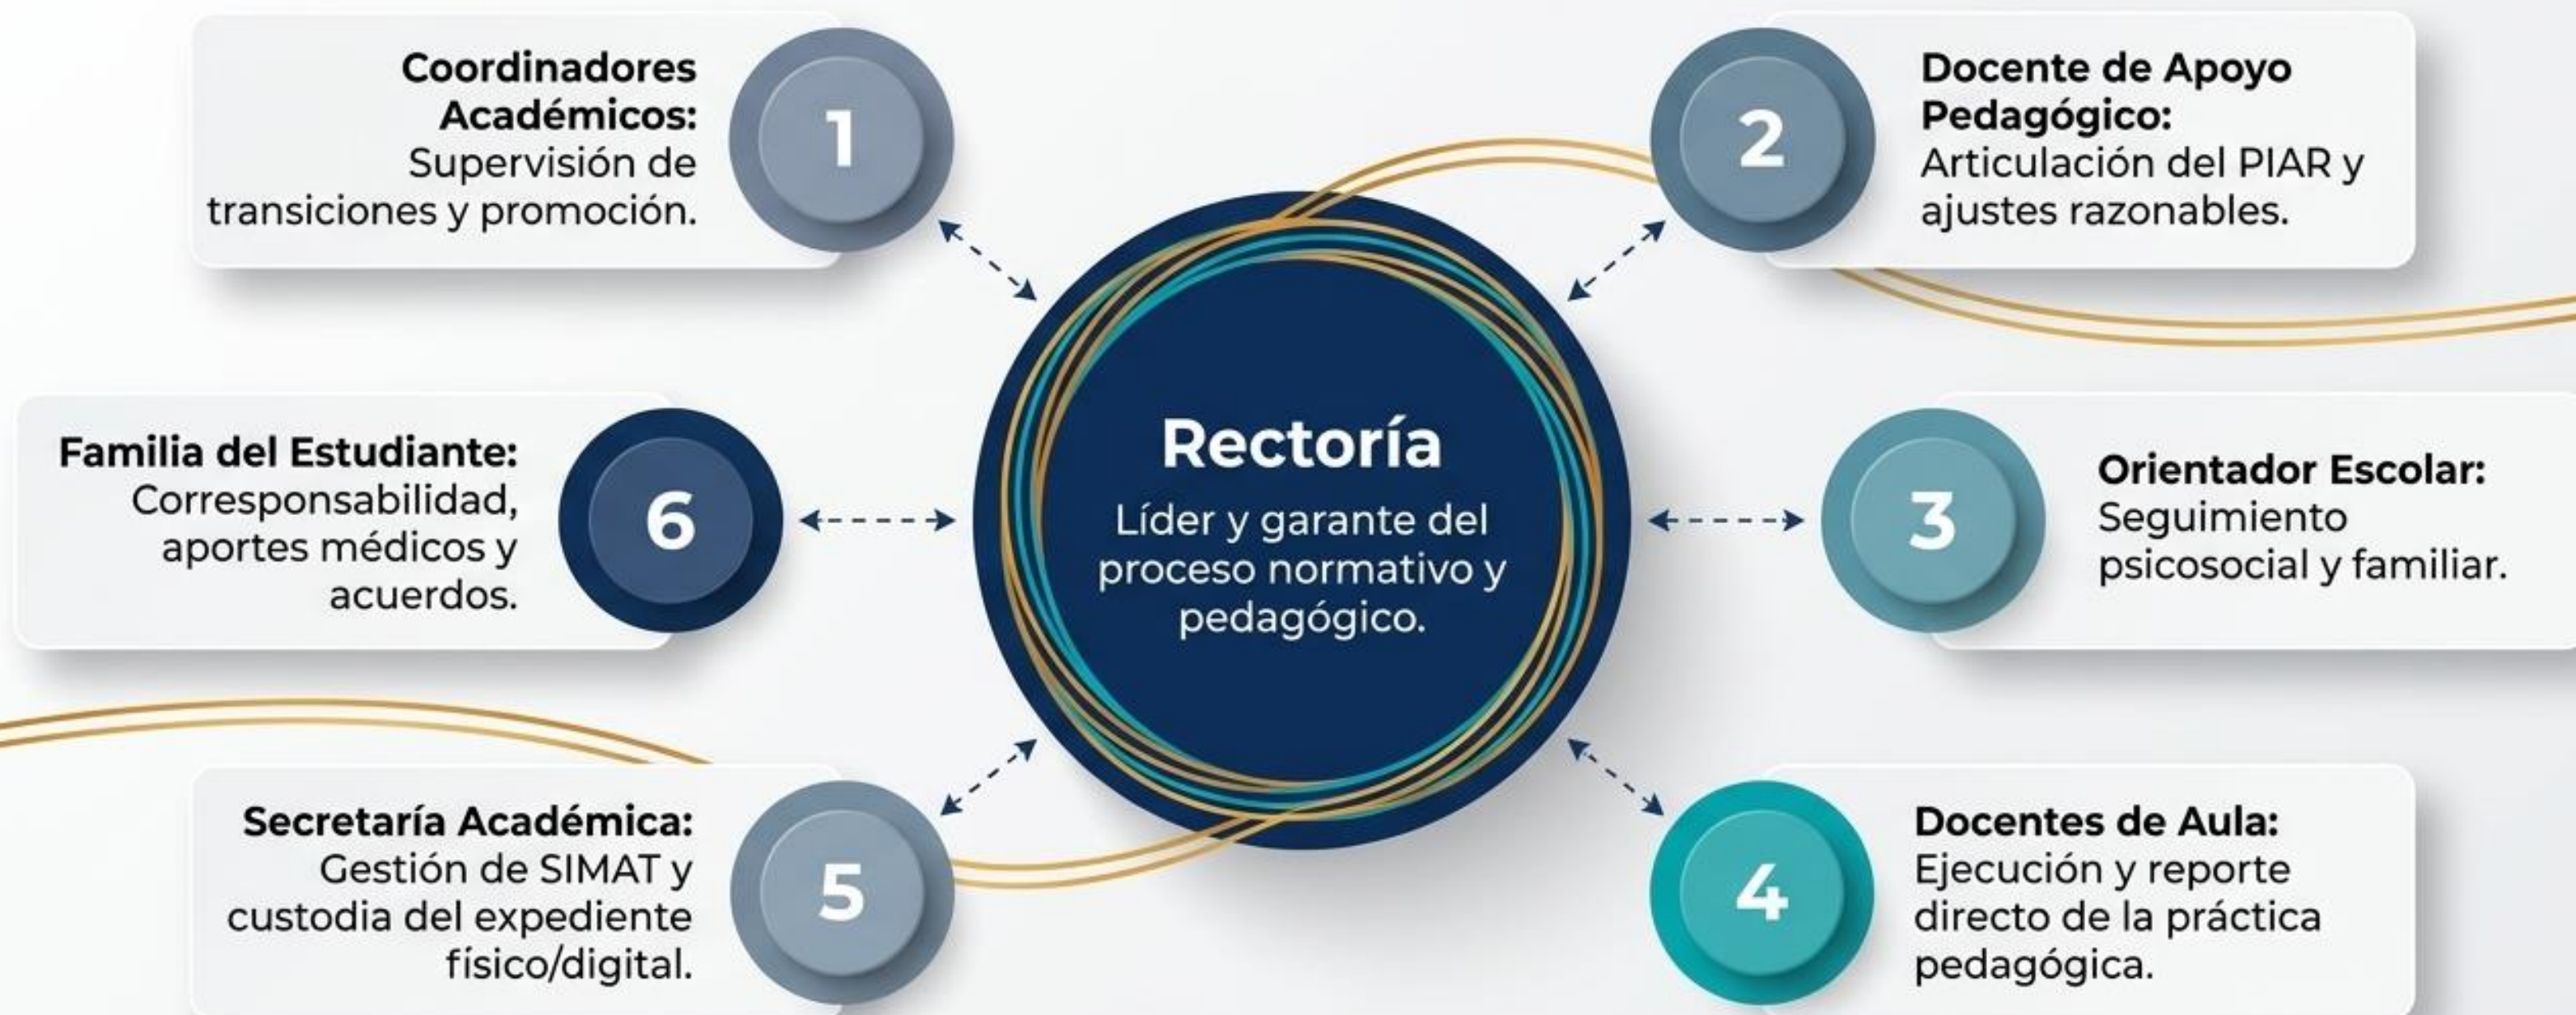 Coordinadores
Académicos:
Supervisión de
transiciones y promoción.
1
2
Docente de Apoyo
Pedagógico:
Articulación del PIAR y
ajustes razonables.
Familia del Estudiante:
Corresponsabilidad,
aportes médicos y
acuerdos.
6
Rectoría
Líder y garante del
proceso normativo y
pedagógico.
3
Orientador Escolar:
Seguimiento
psicosocial y familiar.
Secretaría Académica:
Gestión de SIMAT y
custodia del expediente
físico/digital.
5
4
Docentes de Aula:
Ejecución y reporte
directo de la práctica
pedagógica.